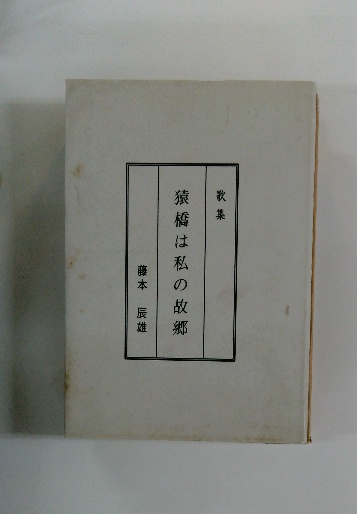 歌集
猿橋は私の故郷
藤本 辰雄